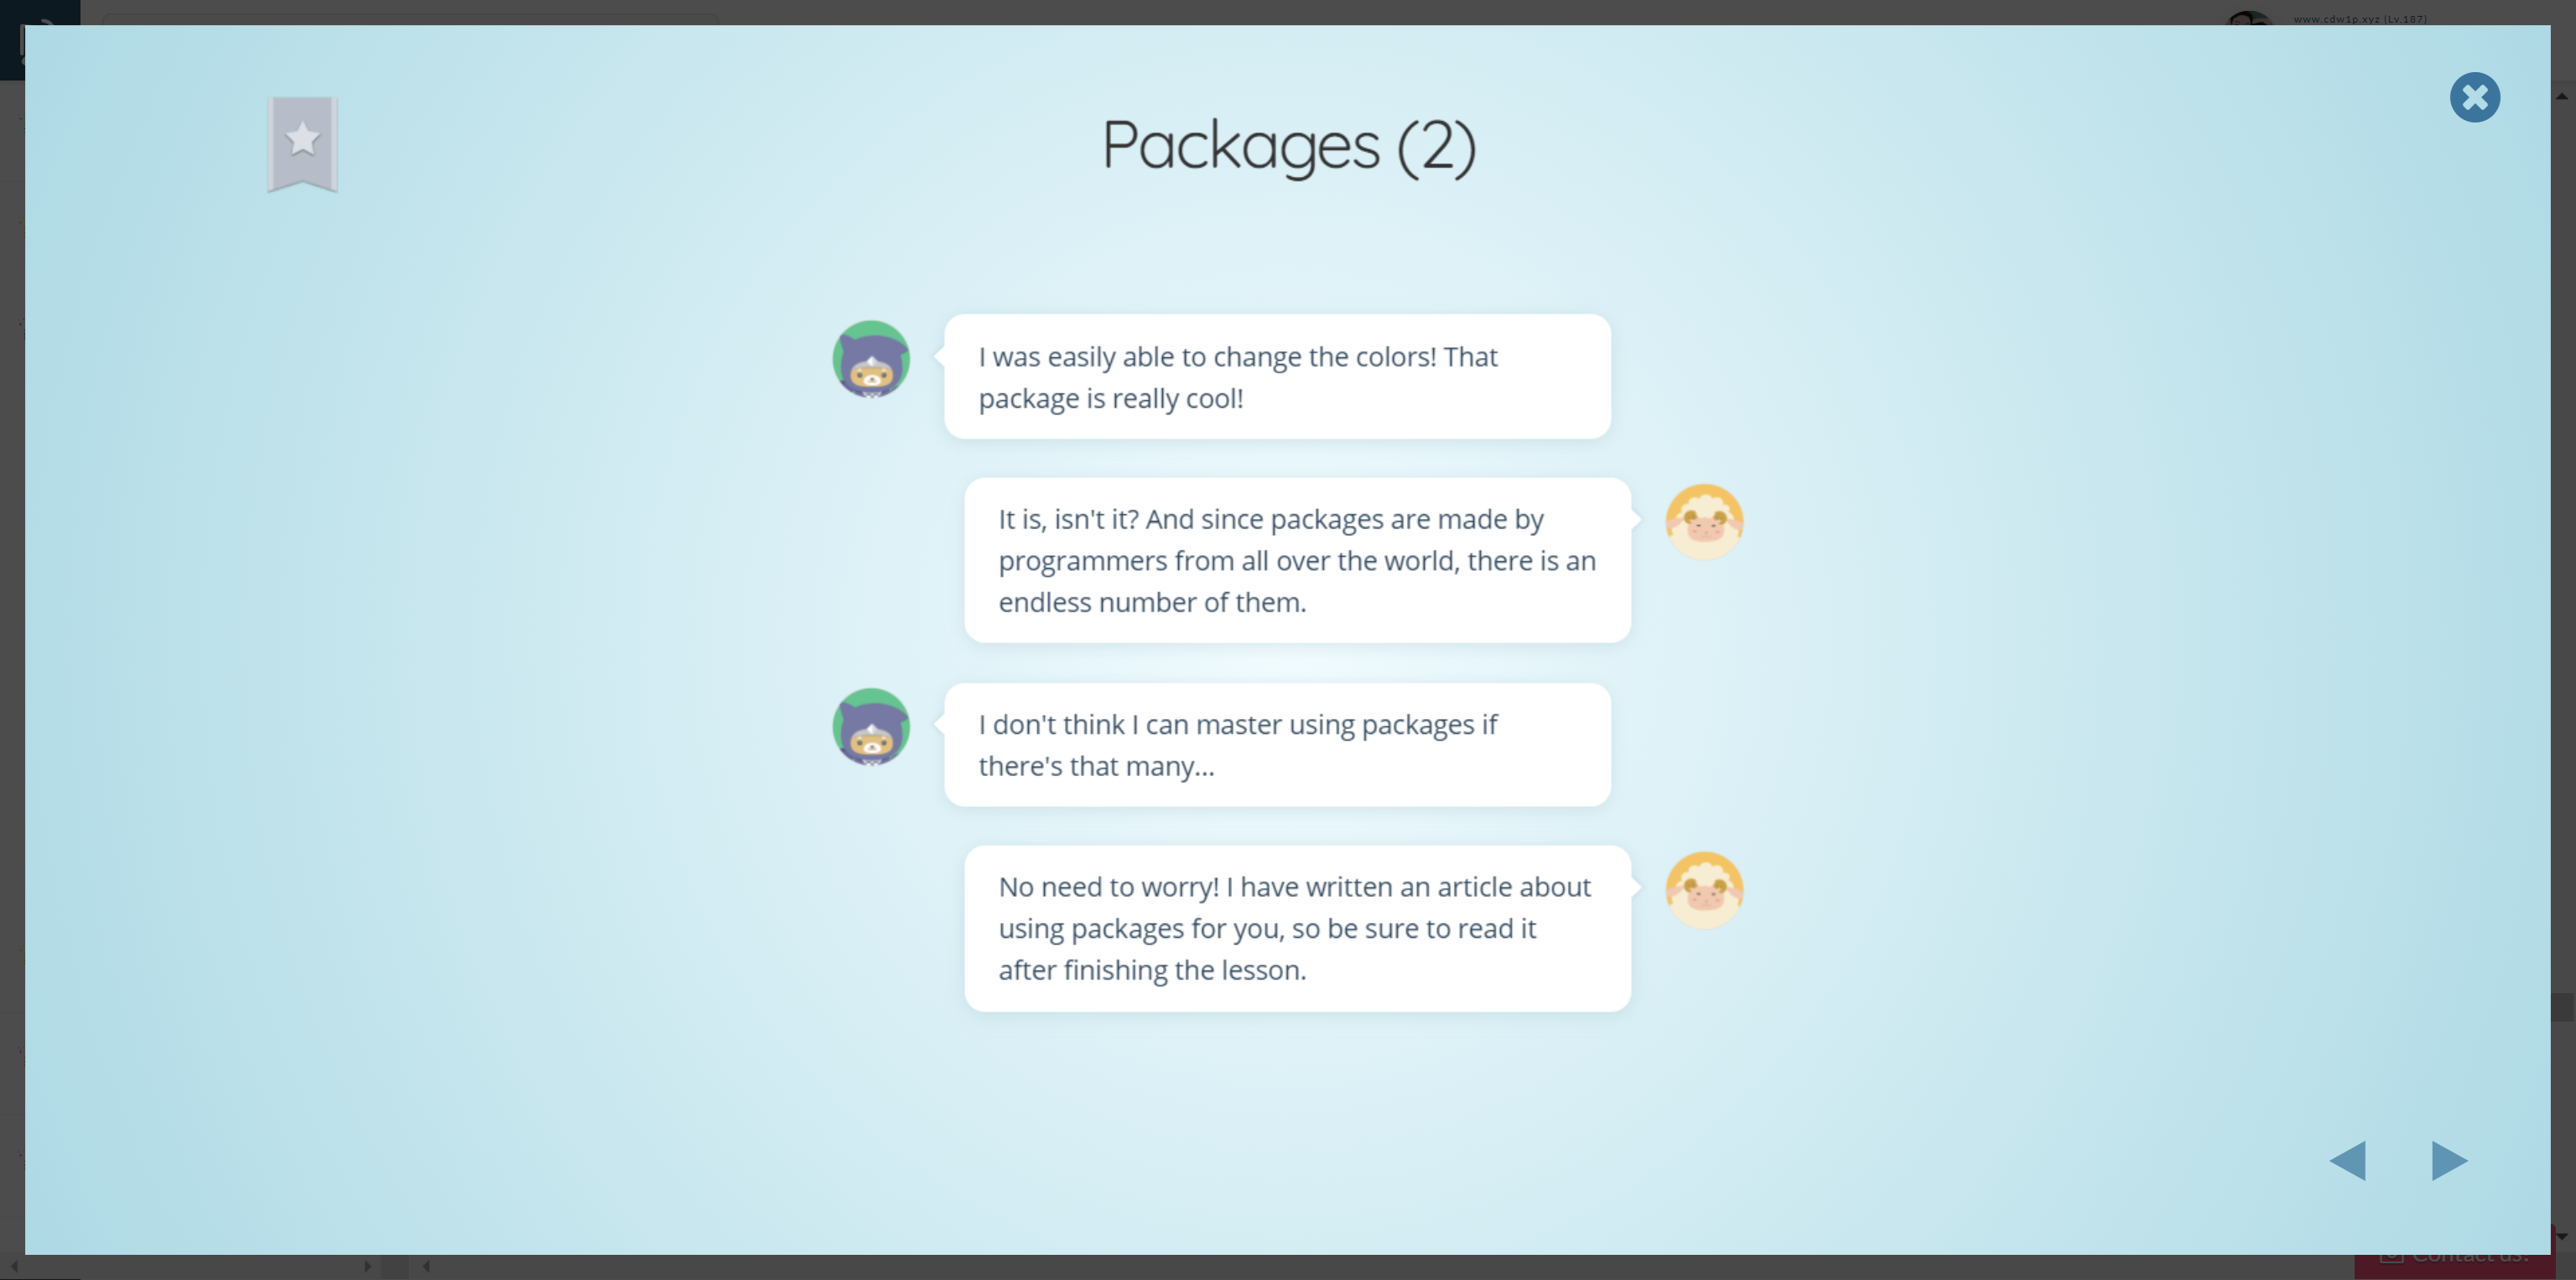 www.cdw1p.xyz (Lv.187)
Packages (2)
I was easily able to change the colors! That
package is really cool!
It is, isn't it? And since packages are made by
programmers from all over the world, there is an
endless number of them.
I don't think I can master using packages if
there's that many...
No need to worry! I have written an article about
using packages for you, so be sure to read it
after finishing the lesson.
Contact us!